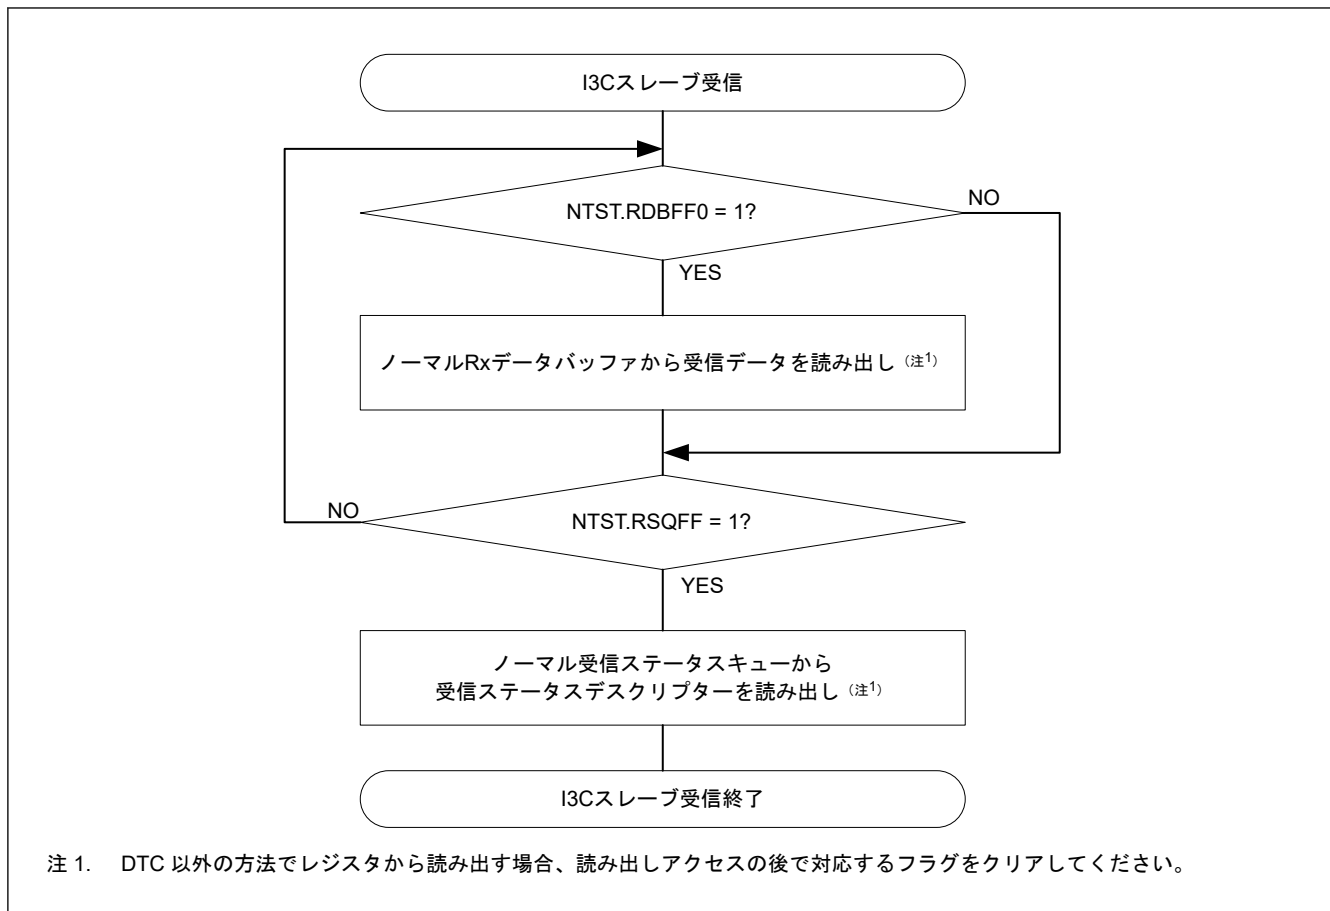 I3Cスレーブ受信
NTST.RDBFF0 = 1?
NO
YES
ノーマルRxデータバッファから受信データを読み出し（注1）
NO
NTST.RSQFF = 1?
YES
ノーマル受信ステータスキューから
受信ステータスデスクリプターを読み出し（注1）
I3Cスレーブ受信終了
注 1. DTC 以外の方法でレジスタから読み出す場合、読み出しアクセスの後で対応するフラグをクリアしてください。